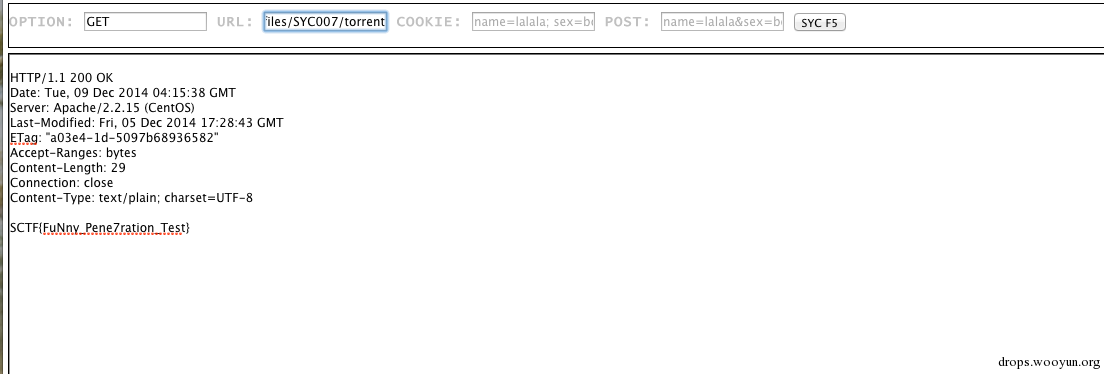 OPTION: GET URL: iles/SYC007/torrent COOKIE: name=lalala; sex=b POST: name=lalala&sex=b SYC F5
HTTP/1.1 200 OK
Date: Tue, 09 Dec 2014 04:15:38 GMT
Server: Apache/2.2.15 (CentOS)
Last-Modified: Fri, 05 Dec 2014 17:28:43 GMT
ETag: "a03e4-1d-5097b68936582"
Accept-Ranges: bytes
Content-Length: 29
Connection: close
Content-Type: text/plain; charset=UTF-8
SCTF{FuNny_Pene7ration_Test}
drops.wooyun.org